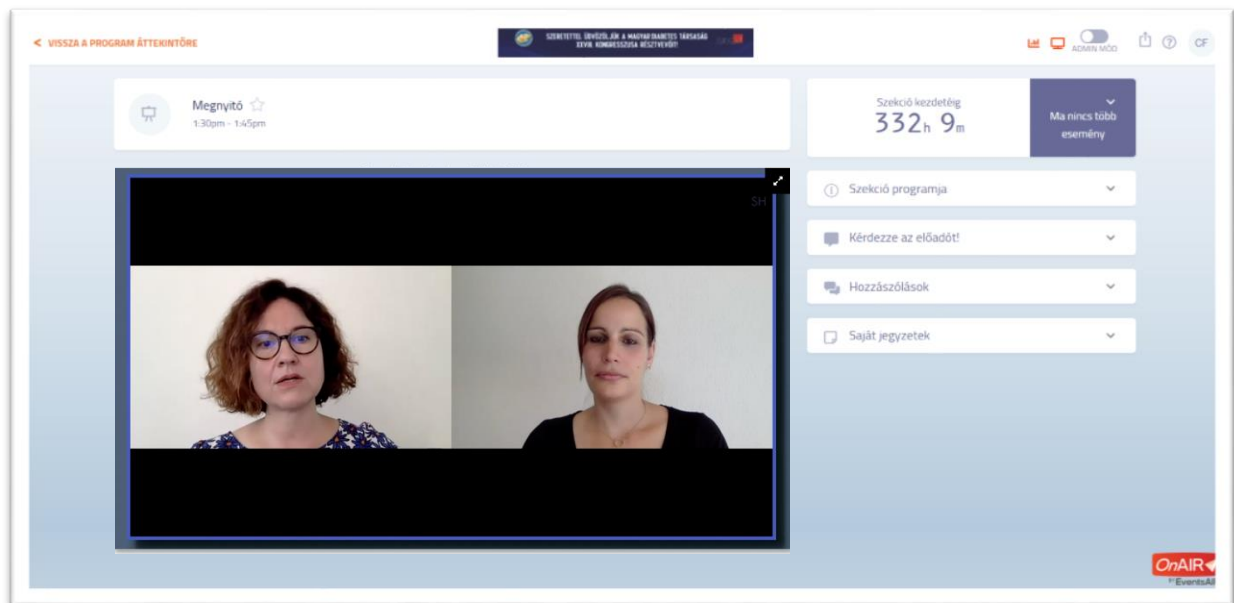 < VISSZA A PROGRAM ÁTTEKINTŐRE
SZERETETTEL ÜDVÖZÖLJÜK A MAGYAR DIABETES TÁRSASÁG
XXVIII. KONGRESSZUSA RÉSZTVEVŐIT!
ADMIN MÓD
CF
Megnyitó
1:30pm - 1:45pm
Szekció kezdetéig
332h 9m
Ma nincs több
esemény
SH
Szekció programja
Kérdezze az előadót!
Hozzászólások
Saját jegyzetek
OnAIR
BY EventsAIR